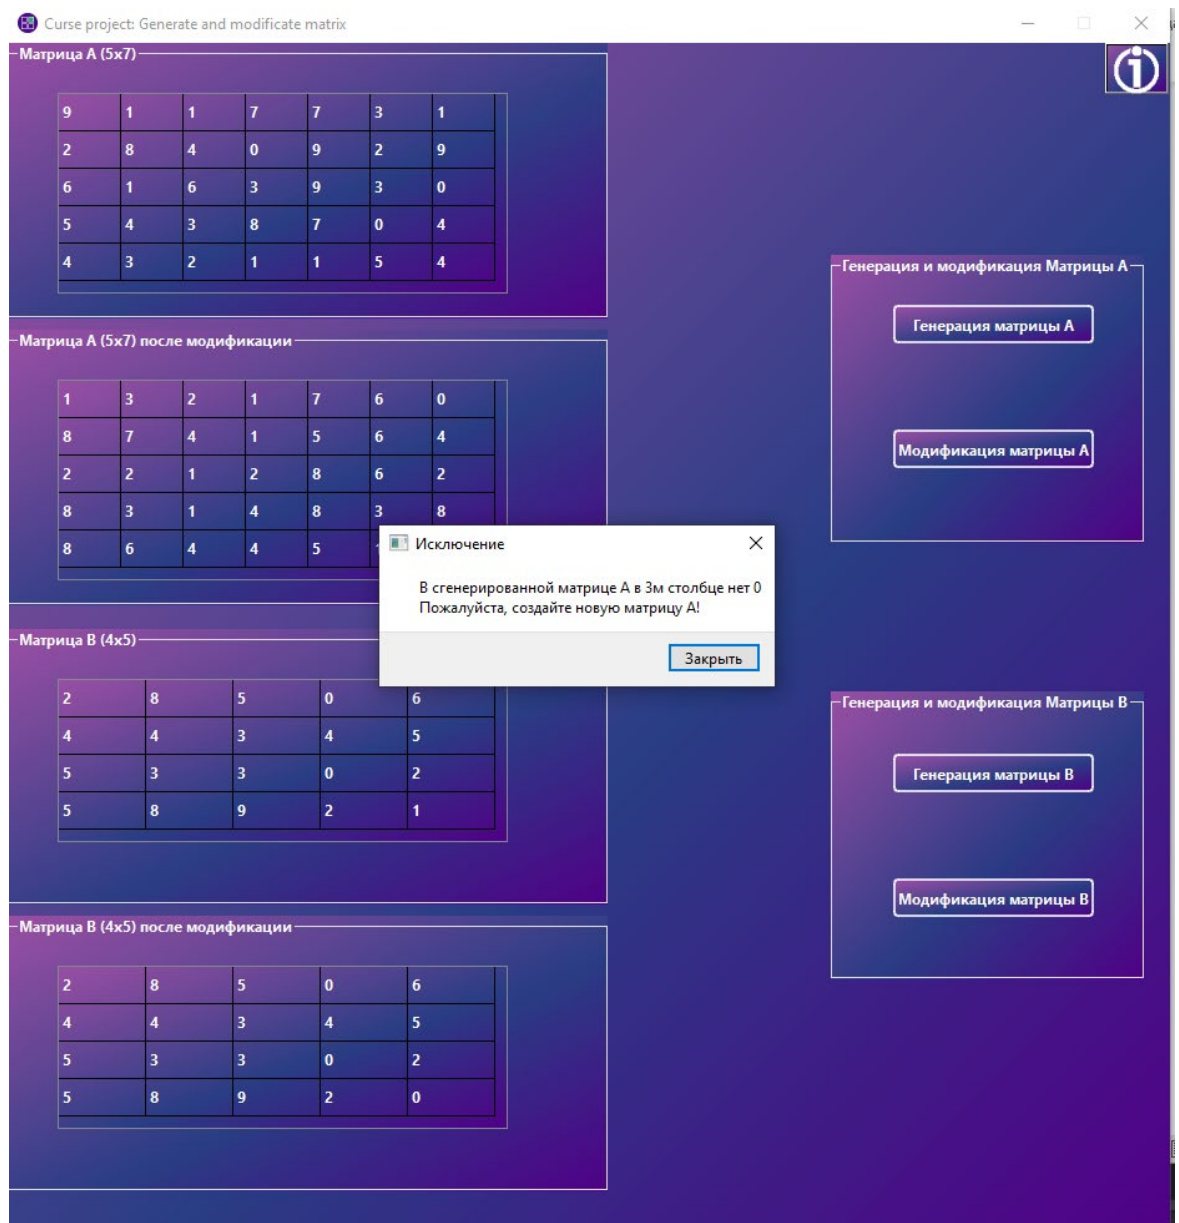 Curse project: Generate and modificate matrix
Матрица А (5x7)
9 1 1 7 7 3 1
2 8 4 0 9 2 9
6 1 6 3 9 3 0
5 4 3 8 7 0 4
4 3 2 1 1 5 4
Матрица А (5x7) после модификации
1 3 2 1 7 6 0
8 7 4 1 5 6 4
2 2 1 2 8 6 2
8 3 1 4 8 3 8
8 6 4 4 5
Исключение
В сгенерированной матрице А в 3м столбце нет 0
Пожалуйста, создайте новую матрицу А!
Закрыть
Матрица В (4x5)
2 8 5 0 6
4 4 3 4 5
5 3 3 0 2
5 8 9 2 1
Матрица В (4x5) после модификации
2 8 5 0 6
4 4 3 4 5
5 3 3 0 2
5 8 9 2 0
Генерация и модификация Матрицы А
Генерация матрицы А
Модификация матрицы А
Генерация и модификация Матрицы В
Генерация матрицы В
Модификация матрицы В